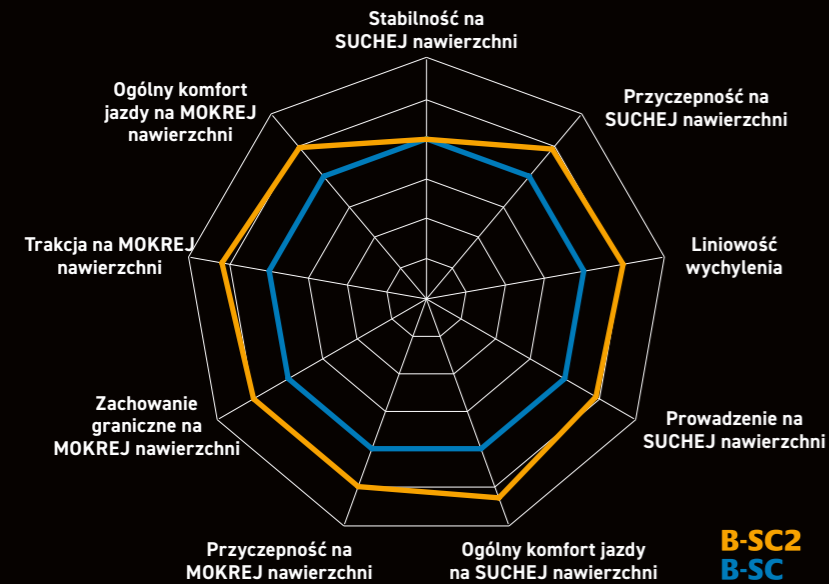 Stabilność na
SUCHEJ nawierzchni
Przyczepność na
SUCHEJ nawierzchni
Liniowość
wychylenia
Prowadzenie na
SUCHEJ nawierzchni
Ogólny komfort jazdy
na SUCHEJ nawierzchni
Przyczepność na
MOKREJ nawierzchni
Zachowanie
graniczne na
MOKREJ nawierzchni
Trakcja na MOKREJ
nawierzchni
Ogólny komfort
jazdy na MOKREJ
nawierzchni
B-SC2
B-SC